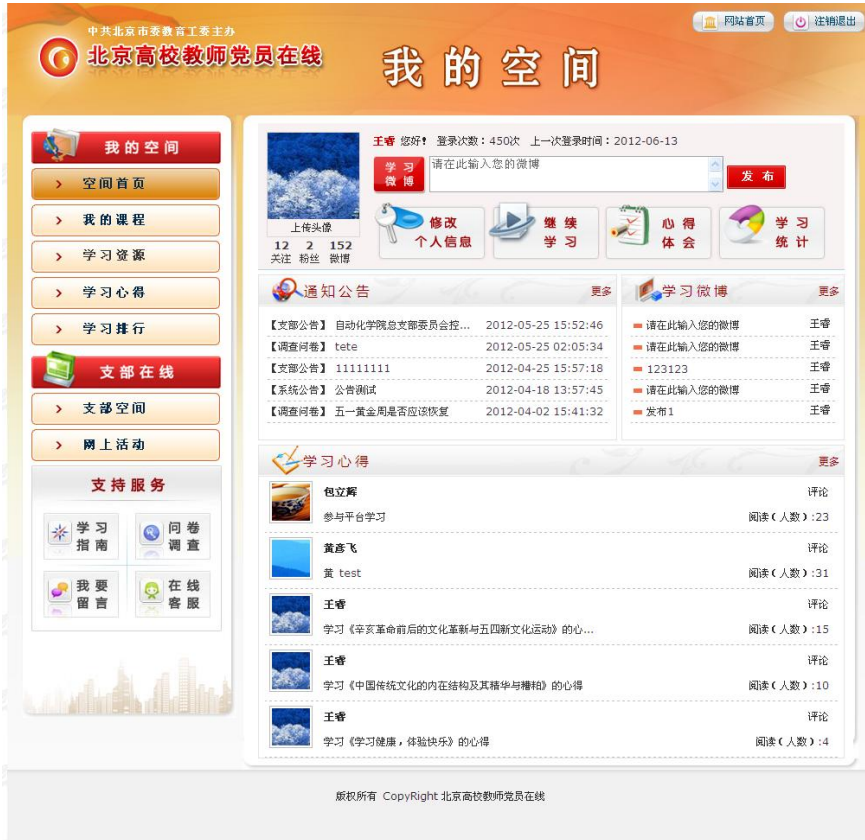 中共北京市委教育工委主办
北京高校教师党员在线
我的空间
网站首页
注销退出
我的空间
空间首页
我的课程
学习资源
学习心得
学习排行
支部在线
支部空间
网上活动
支持服务
学习指南
问卷调查
我要留言
在线客服
王睿 您好! 登录次数:450次 上一次登录时间:2012-06-13
学习微博
请在此输入您的微博
发布
上传头像
12 2 152
关注 粉丝 微博
修改个人信息
继续学习
心得体会
学习统计
通知公告
更多
【支部公告】 自动化学院总支部委员会控... 2012-05-25 15:52:46
【调查问卷】 tete 2012-05-25 02:05:34
【支部公告】 11111111 2012-04-25 15:57:18
【系统公告】 公告测试 2012-04-18 13:57:45
【调查问卷】 五一黄金周是否应该恢复 2012-04-02 15:41:32
学习微博
更多
请在此输入您的微博 王睿
请在此输入您的微博 王睿
123123 王睿
请在此输入您的微博 王睿
发布1 王睿
学习心得
更多
包立辉 评论
参与平台学习 阅读(人数):23
黄彦飞 评论
黄 test 阅读(人数):31
王睿 评论
学习《辛亥革命前后的文化革新与五四新文化运动》的心... 阅读(人数):15
王睿 评论
学习《中国传统文化的内在结构及其精华与糟粕》的心得 阅读(人数):10
王睿 评论
学习《学习健康,体验快乐》的心得 阅读(人数):4
版权所有 CopyRight 北京高校教师党员在线